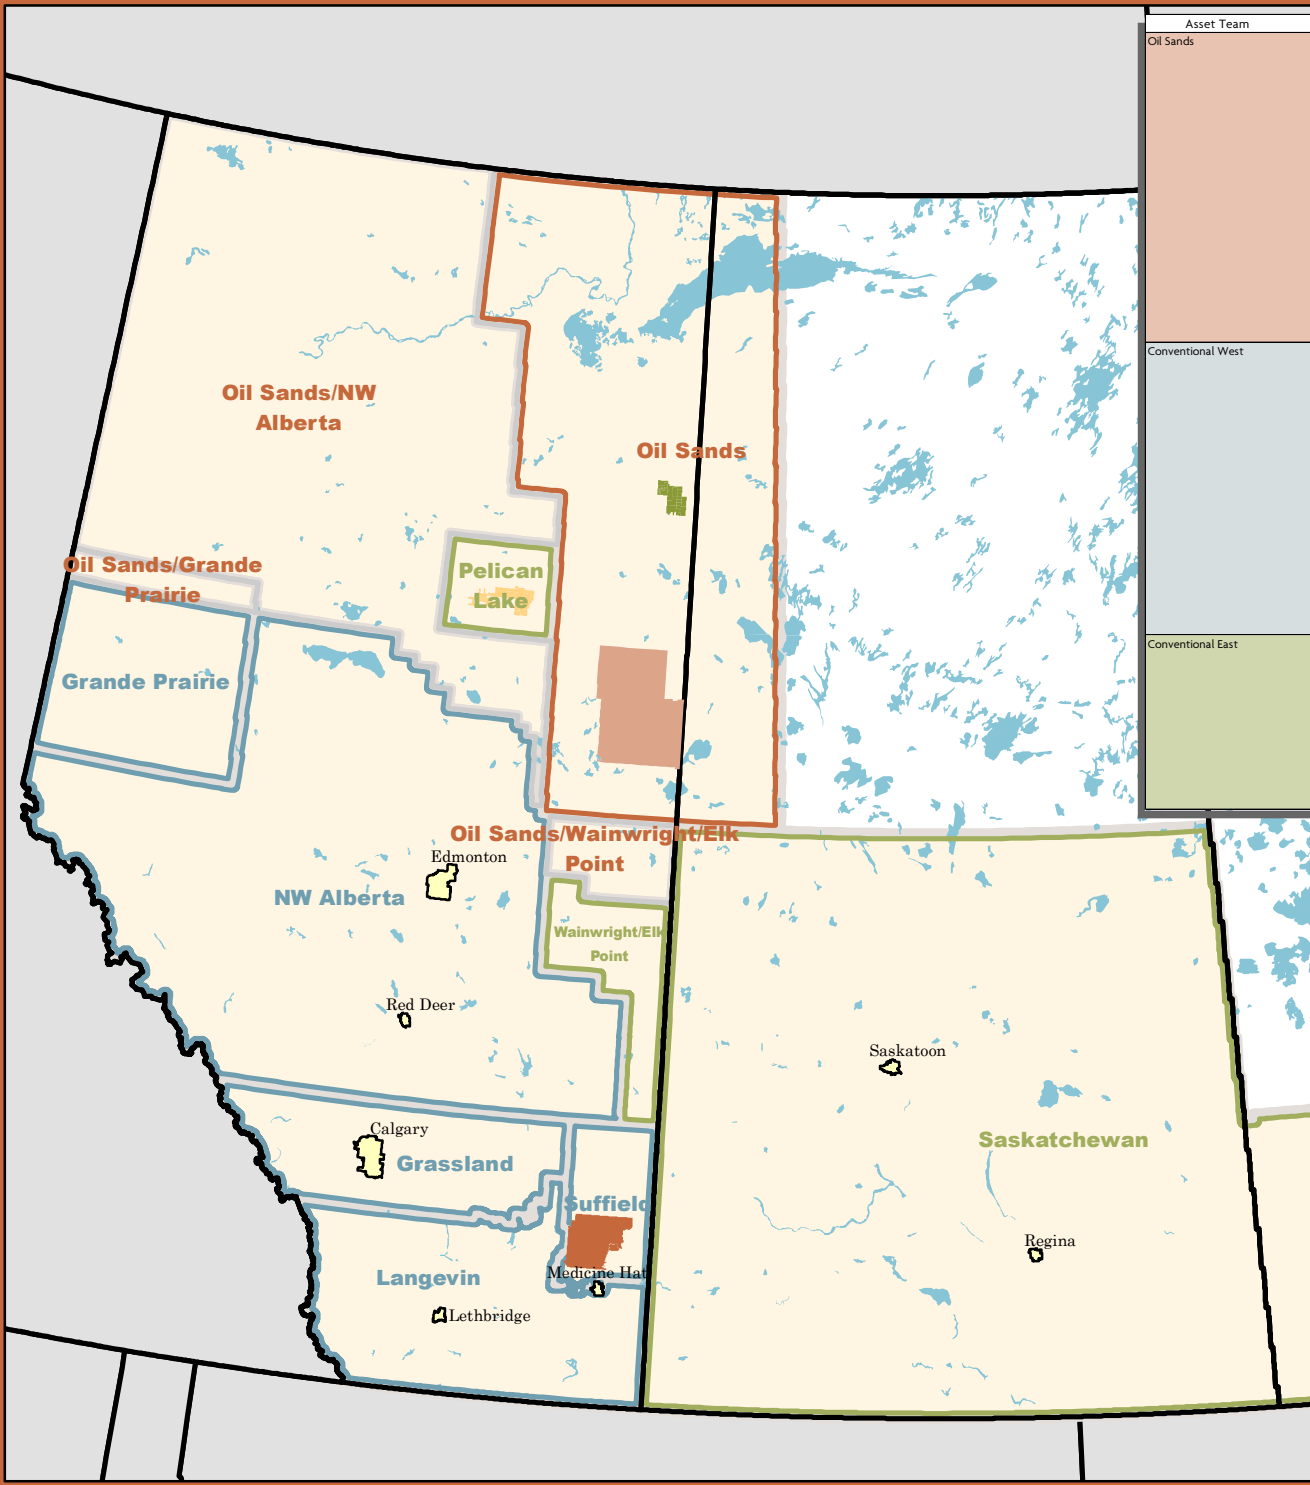 Asset Team
Oil Sands
Conventional West
Conventional East
Oil Sands/NW
Alberta
Oil Sands
Oil Sands/Grande
Prairie
Pelican
Lake
Grande Prairie
Oil Sands/Wainwright/Elk
Point
Edmonton
NW Alberta
Wainwright/Elk
Point
Red Deer
Saskatoon
Calgary
Grassland
Saskatchewan
Suffield
Regina
Medicine Hat
Langevin
Lethbridge